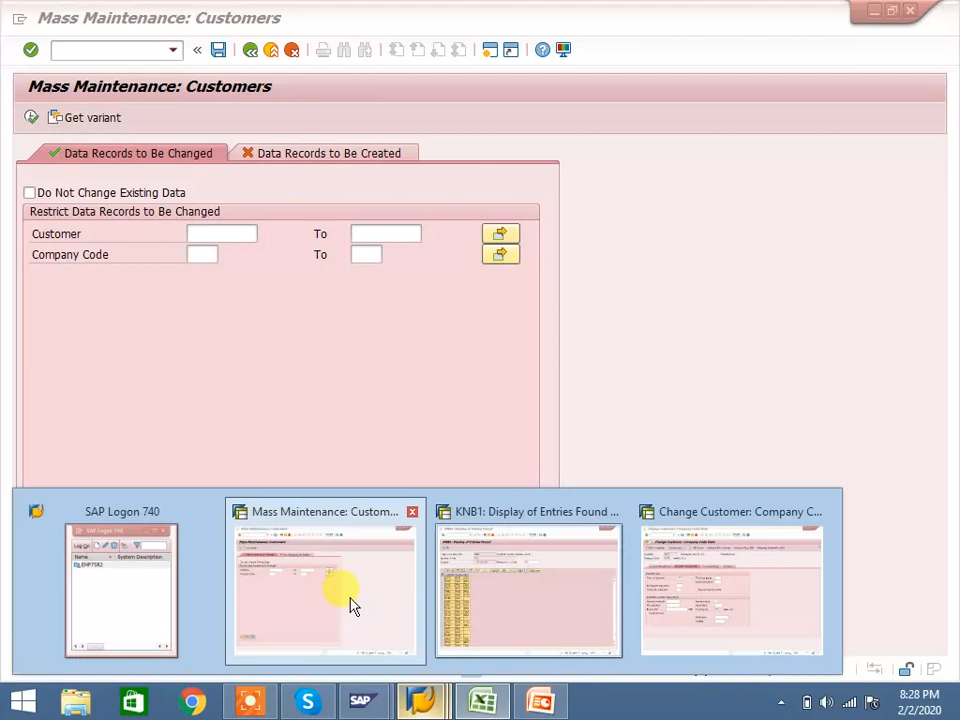 Mass Maintenance: Customers
«
Mass Maintenance: Customers
Get variant
Data Records to Be Changed
Data Records to Be Created
Do Not Change Existing Data
Restrict Data Records to Be Changed
Customer To
Company Code To
SAP Logon 740
Mass Maintenance: Custom...
KNB1: Display of Entries Found ...
Change Customer: Company C...
SAP
8:28 PM
2/2/2020